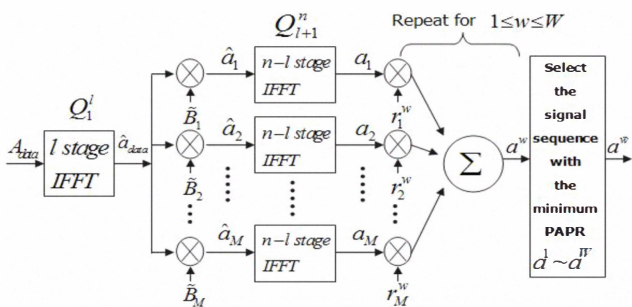 Q_1^l
A_data
l stage
IFFT
â_data
B̃_1
B̃_2
B̃_M
â_1
â_2
â_M
Q_{l+1}^n
n–l stage
IFFT
n–l stage
IFFT
n–l stage
IFFT
a_1
a_2
a_M
Repeat for 1≤w≤W
r_1^w
r_2^w
r_M^w
Σ
a^w
Select
the
signal
sequence
with
the
minimum
PAPR
a^1 ~ a^W